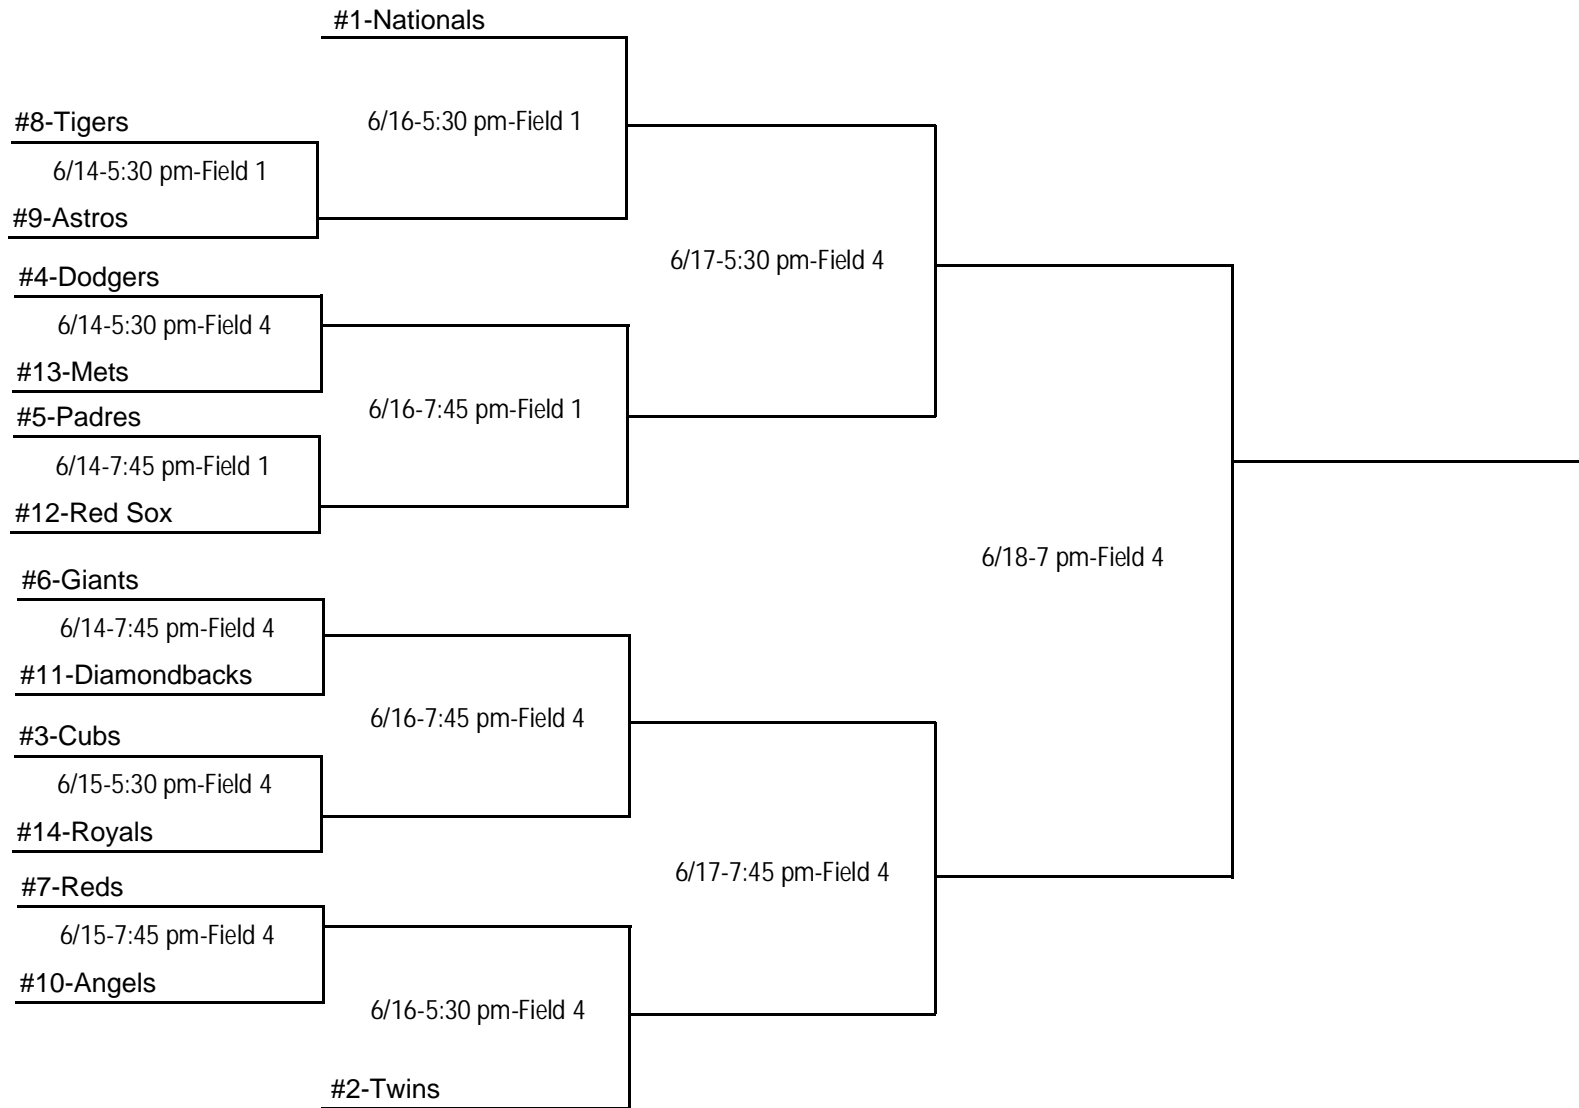 #1-Nationals
6/16-5:30 pm-Field 1
#8-Tigers
6/14-5:30 pm-Field 1
#9-Astros
6/17-5:30 pm-Field 4
#4-Dodgers
6/14-5:30 pm-Field 4
#13-Mets
6/16-7:45 pm-Field 1
#5-Padres
6/14-7:45 pm-Field 1
#12-Red Sox
6/18-7 pm-Field 4
#6-Giants
6/14-7:45 pm-Field 4
#11-Diamondbacks
6/16-7:45 pm-Field 4
#3-Cubs
6/15-5:30 pm-Field 4
#14-Royals
6/17-7:45 pm-Field 4
#7-Reds
6/15-7:45 pm-Field 4
#10-Angels
6/16-5:30 pm-Field 4
#2-Twins